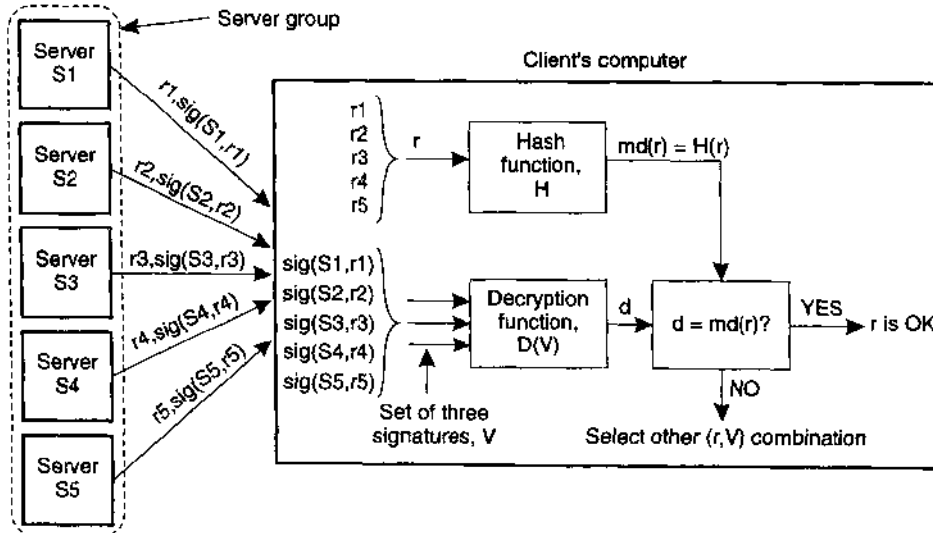 Server group
Server
S1
Server
S2
Server
S3
Server
S4
Server
S5
r1,sig(S1,r1)
r2,sig(S2,r2)
r3,sig(S3,r3)
r4,sig(S4,r4)
r5,sig(S5,r5)
Client's computer
r1
r2
r3
r4
r5
r
Hash
function,
H
md(r) = H(r)
sig(S1,r1)
sig(S2,r2)
sig(S3,r3)
sig(S4,r4)
sig(S5,r5)
Set of three
signatures, V
Decryption
function,
D(V)
d
d = md(r)?
YES
r is OK
NO
Select other (r,V) combination